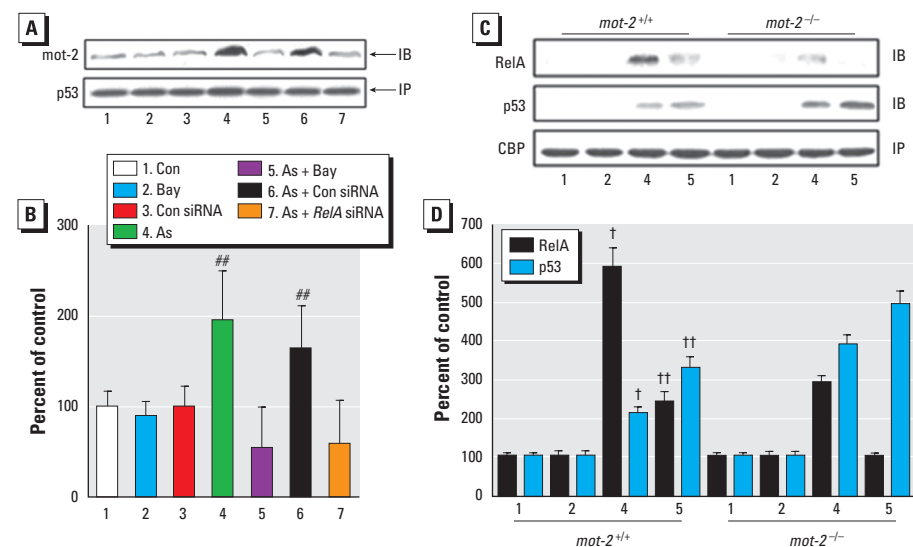 A
mot-2
IB
p53
IP
1 2 3 4 5 6 7
1. Con
2. Bay
3. Con siRNA
4. As
5. As + Bay
6. As + Con siRNA
7. As + RelA siRNA
B
Percent of control
300
200
100
0
##
##
1 2 3 4 5 6 7
C
mot-2+/+ mot-2–/–
RelA
IB
p53
IB
CBP
IP
1 2 4 5 1 2 4 5
D
RelA
p53
Percent of control
700
600
500
400
300
200
100
0
†
†
††
††
1 2 4 5 1 2 4 5
mot-2+/+ mot-2–/–